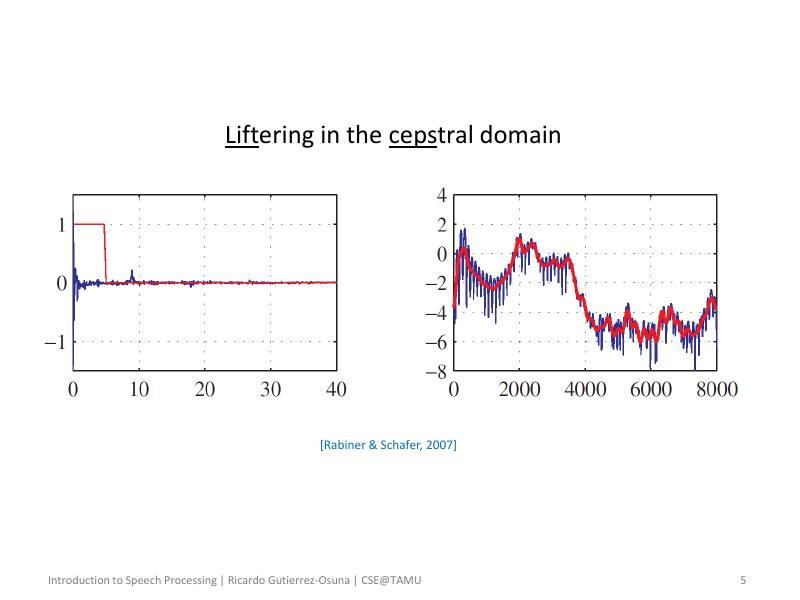 Liftering in the cepstral domain
1
0
−1
0 10 20 30 40
4
2
0
−2
−4
−6
−8
0 2000 4000 6000 8000
[Rabiner & Schafer, 2007]
Introduction to Speech Processing | Ricardo Gutierrez-Osuna | CSE@TAMU 5